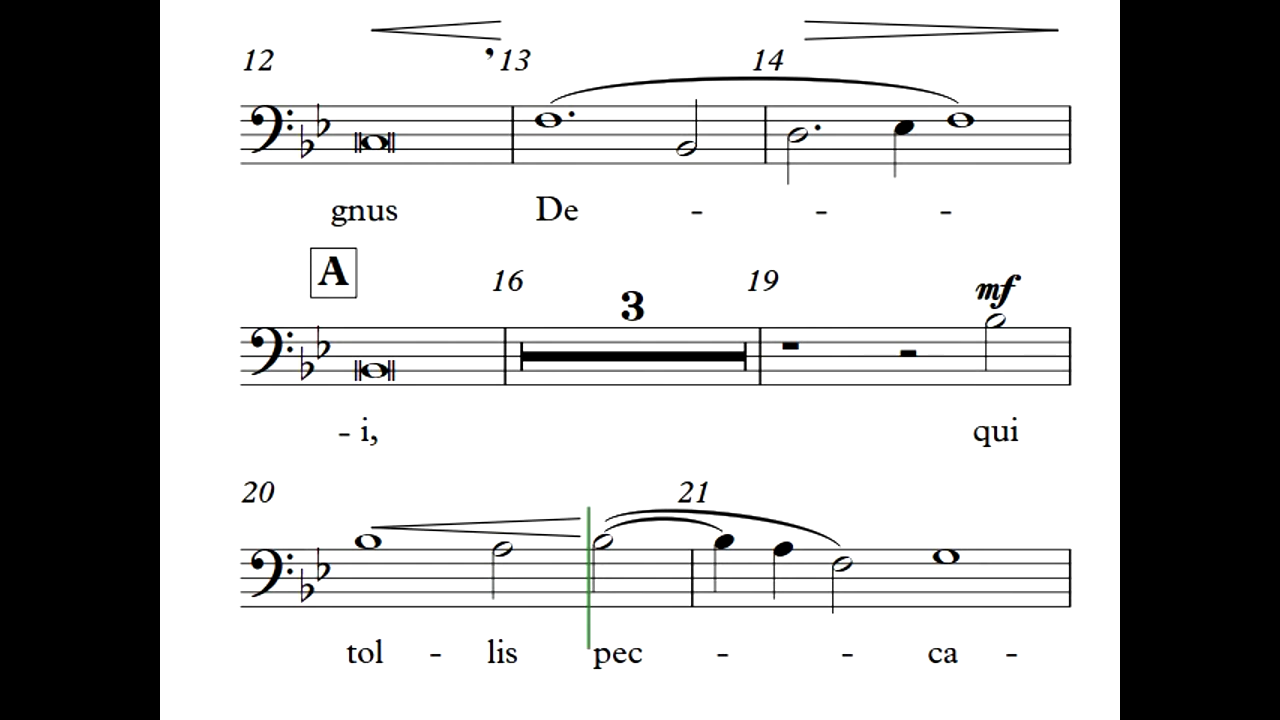 12 ’ 13 14
gnus De - - -
A 16 3 19 mf
- i, qui
20 21
tol - lis pec - - ca -